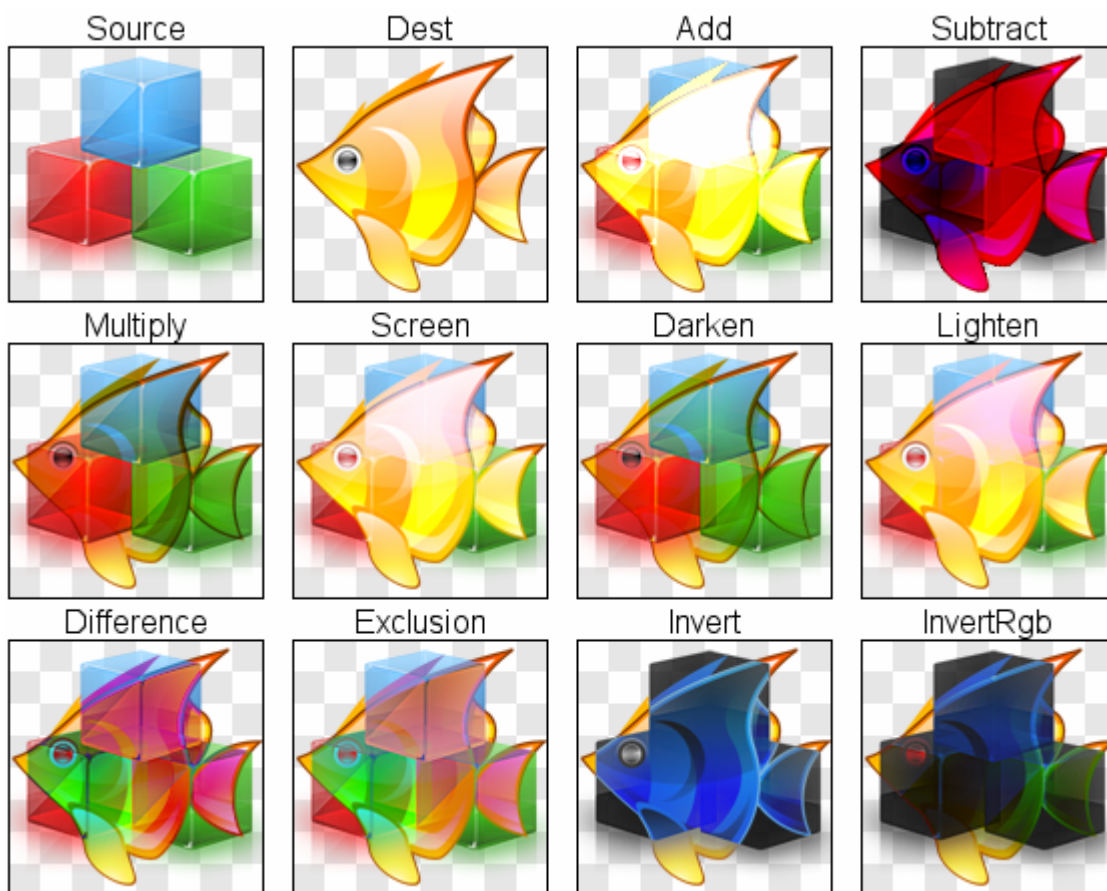 Source Dest Add Subtract
Multiply Screen Darken Lighten
Difference Exclusion Invert InvertRgb